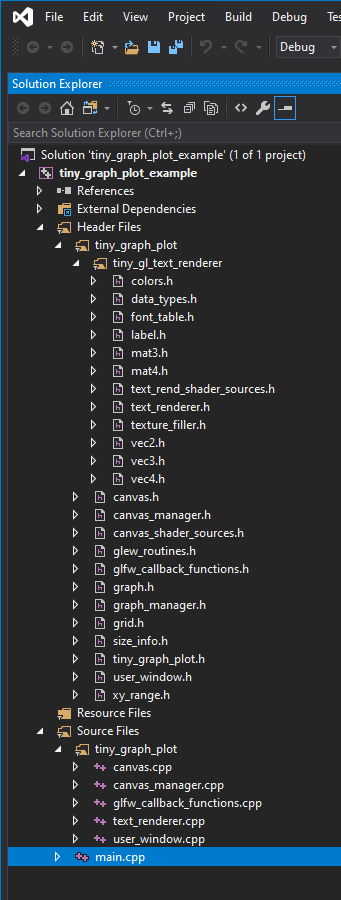 File Edit View Project Build Debug
Debug
Solution Explorer
Search Solution Explorer (Ctrl+;)
Solution 'tiny_graph_plot_example' (1 of 1 project)
tiny_graph_plot_example
References
External Dependencies
Header Files
tiny_graph_plot
tiny_gl_text_renderer
colors.h
data_types.h
font_table.h
label.h
mat3.h
mat4.h
text_rend_shader_sources.h
text_renderer.h
texture_filler.h
vec2.h
vec3.h
vec4.h
canvas.h
canvas_manager.h
canvas_shader_sources.h
glew_routines.h
glfw_callback_functions.h
graph.h
graph_manager.h
grid.h
size_info.h
tiny_graph_plot.h
user_window.h
xy_range.h
Resource Files
Source Files
tiny_graph_plot
canvas.cpp
canvas_manager.cpp
glfw_callback_functions.cpp
text_renderer.cpp
user_window.cpp
main.cpp